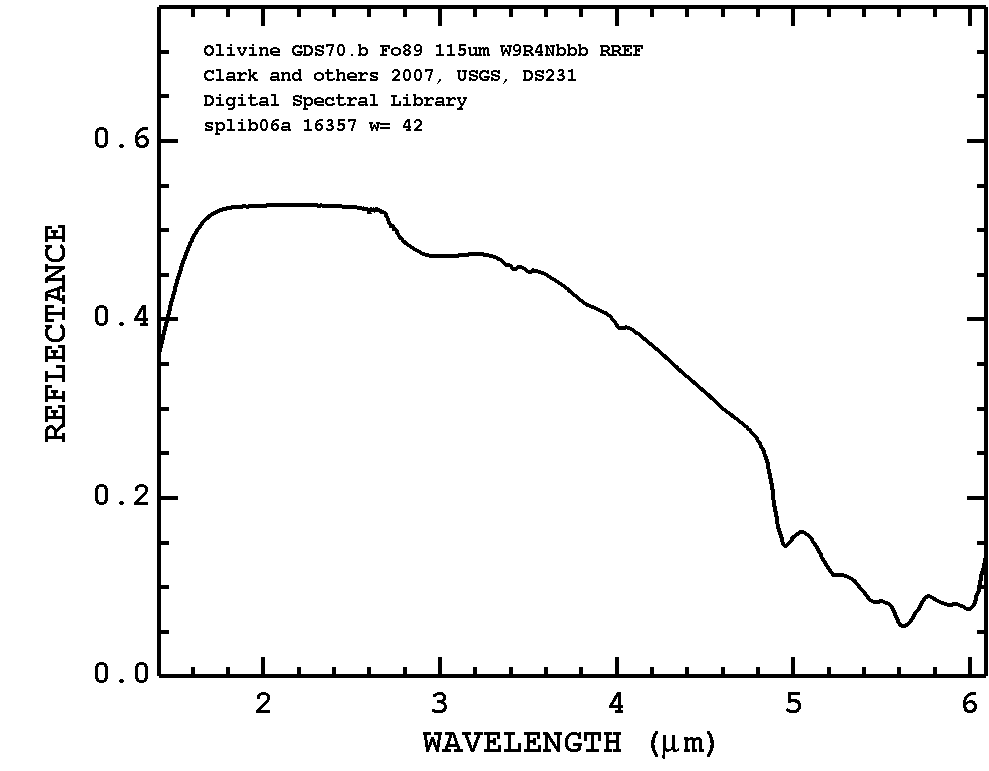 Olivine GDS70.b Fo89 115um W9R4Nbbb RREF
Clark and others 2007, USGS, DS231
Digital Spectral Library
splib06a 16357 w= 42
0.6
0.4
0.2
0.0
REFLECTANCE
2 3 4 5 6
WAVELENGTH (μm)